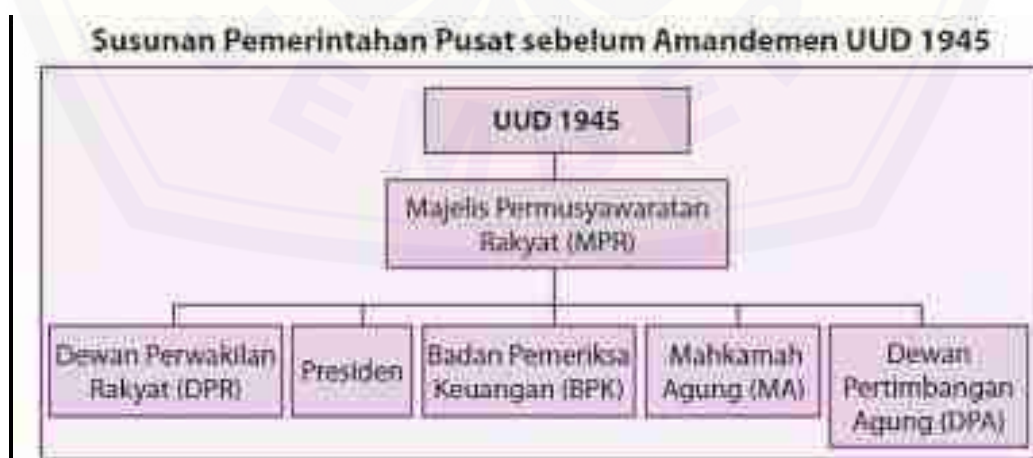 Susunan Pemerintahan Pusat sebelum Amandemen UUD 1945
UUD 1945
Majelis Permusyawaratan
Rakyat (MPR)
Dewan Perwakilan
Rakyat (DPR)
Presiden
Badan Pemeriksa
Keuangan (BPK)
Mahkamah
Agung (MA)
Dewan
Pertimbangan
Agung (DPA)